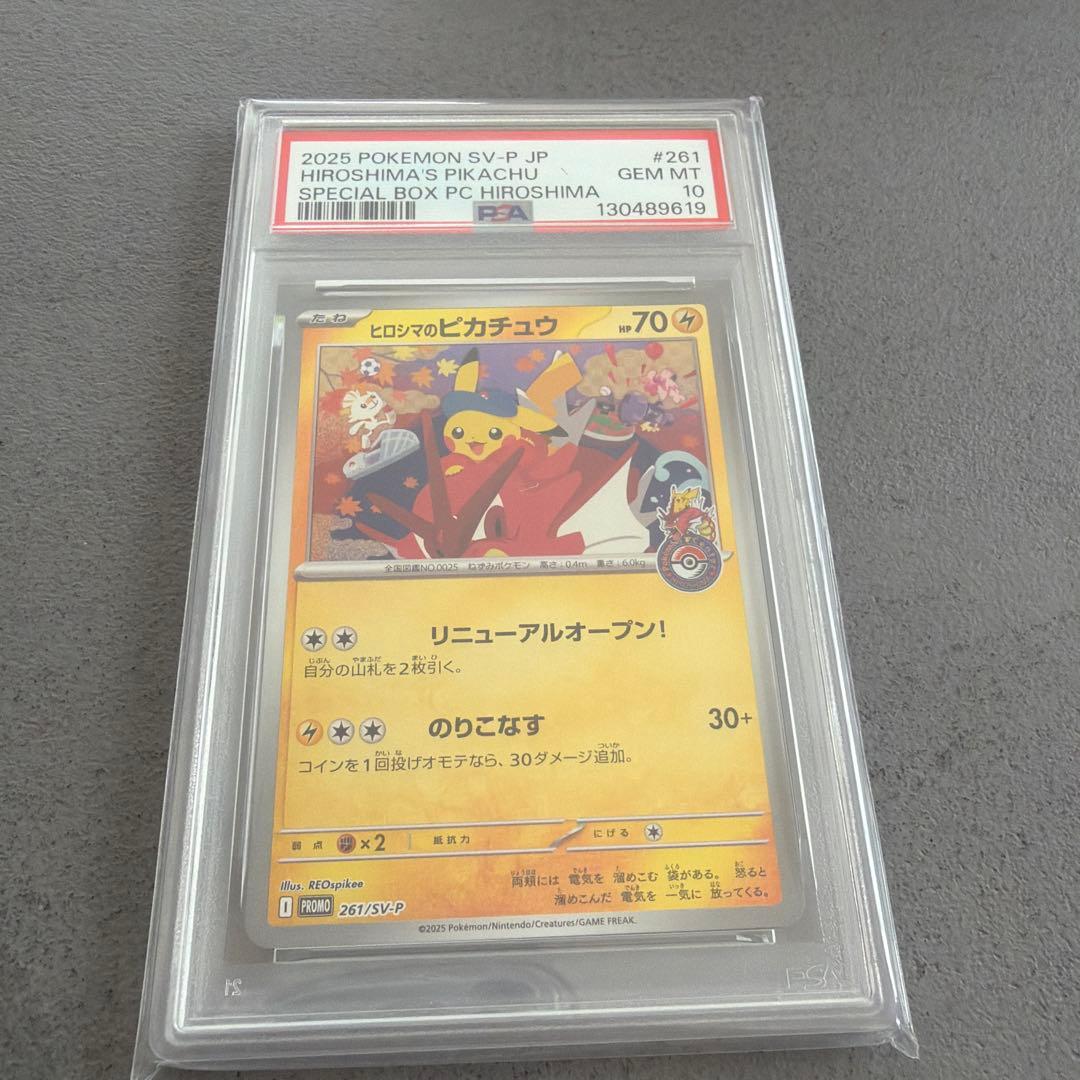 2025 POKEMON SV-P JP #261
HIROSHIMA'S PIKACHU GEM MT
SPECIAL BOX PC HIROSHIMA 10
PSA 130489619
たね ヒロシマのピカチュウ HP70
全国図鑑NO.0025 ねずみポケモン 高さ:0.4m 重さ:6.0kg
リニューアルオープン!
自分の山札を2枚引く。
のりこなす 30+
コインを1回投げオモテなら、30ダメージ追加。
弱点 ×2 抵抗力 にげる
Illus. REOspikee
両頬には 電気を 溜めこむ 袋がある。 怒ると
溜めこんだ 電気を 一気に 放ってくる。
I PROMO 261/SV-P
©2025 Pokémon/Nintendo/Creatures/GAME FREAK.
PSA